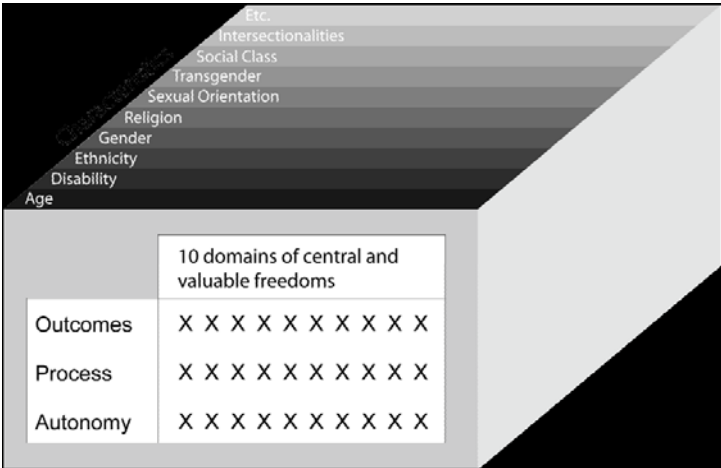 Etc.
Intersectionalities
Social Class
Transgender
Sexual Orientation
Religion
Gender
Ethnicity
Disability
Age
Characteristics
10 domains of central and
valuable freedoms
Outcomes X X X X X X X X X X
Process X X X X X X X X X X
Autonomy X X X X X X X X X X